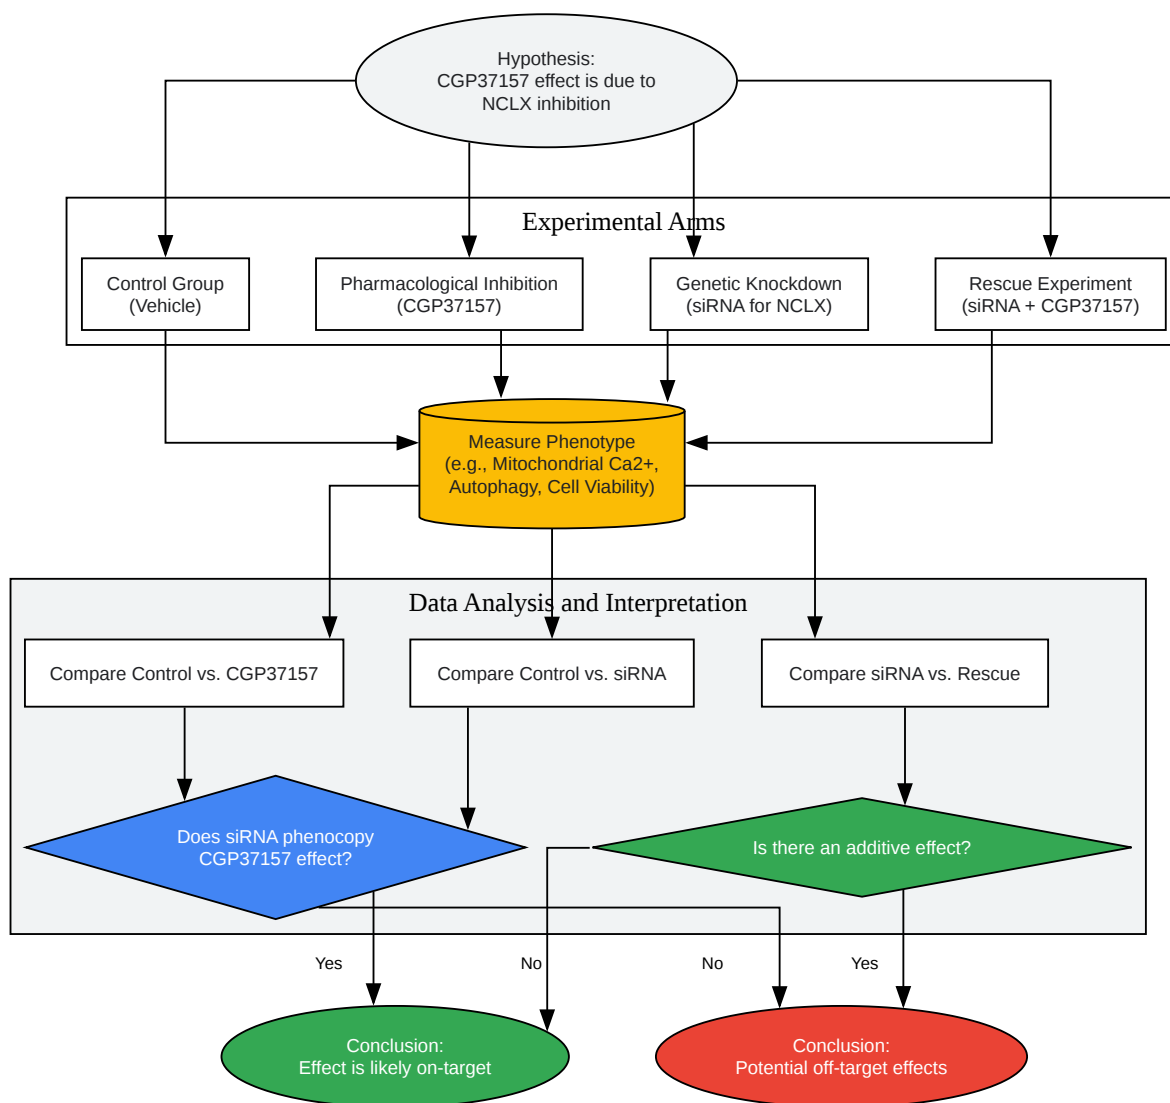 Hypothesis:
CGP37157 effect is due to
NCLX inhibition
Experimental Arms
Control Group
(Vehicle)
Pharmacological Inhibition
(CGP37157)
Genetic Knockdown
(siRNA for NCLX)
Rescue Experiment
(siRNA + CGP37157)
Measure Phenotype
(e.g., Mitochondrial Ca2+,
Autophagy, Cell Viability)
Data Analysis and Interpretation
Compare Control vs. CGP37157
Compare Control vs. siRNA
Compare siRNA vs. Rescue
Does siRNA phenocopy
CGP37157 effect?
Is there an additive effect?
Yes
No
No
Yes
Conclusion:
Effect is likely on-target
Conclusion:
Potential off-target effects